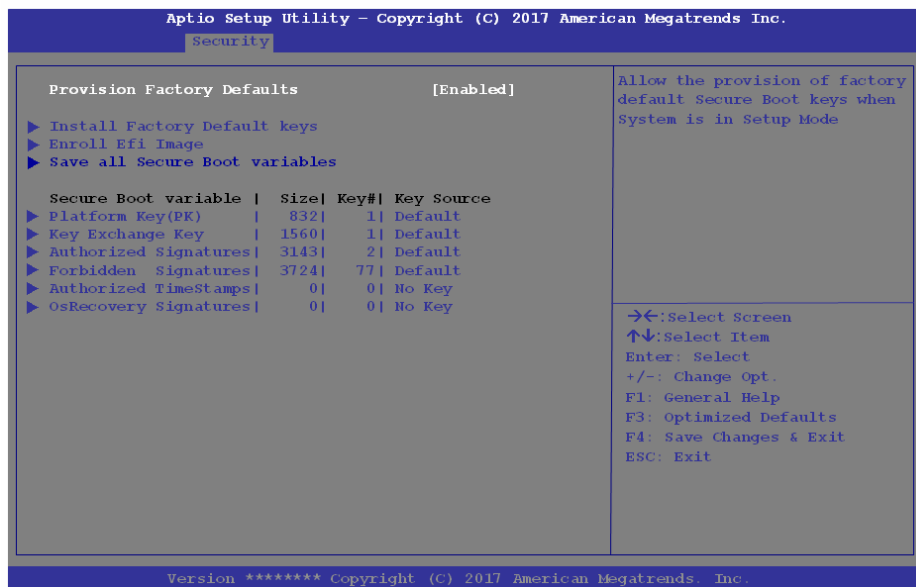 Aptio Setup Utility – Copyright (C) 2017 American Megatrends Inc.
Security
Provision Factory Defaults [Enabled]
Install Factory Default keys
Enroll Efi Image
Save all Secure Boot variables
Secure Boot variable | Size| Key#| Key Source
Platform Key(PK) | 832| 1| Default
Key Exchange Key | 1560| 1| Default
Authorized Signatures| 3143| 2| Default
Forbidden Signatures| 3724| 77| Default
Authorized TimeStamps| 0| 0| No Key
OsRecovery Signatures| 0| 0| No Key
Allow the provision of factory
default Secure Boot keys when
System is in Setup Mode
→←:Select Screen
↑↓:Select Item
Enter: Select
+/-: Change Opt.
F1: General Help
F3: Optimized Defaults
F4: Save Changes & Exit
ESC: Exit
Version ******** Copyright (C) 2017 American Megatrends. Inc.